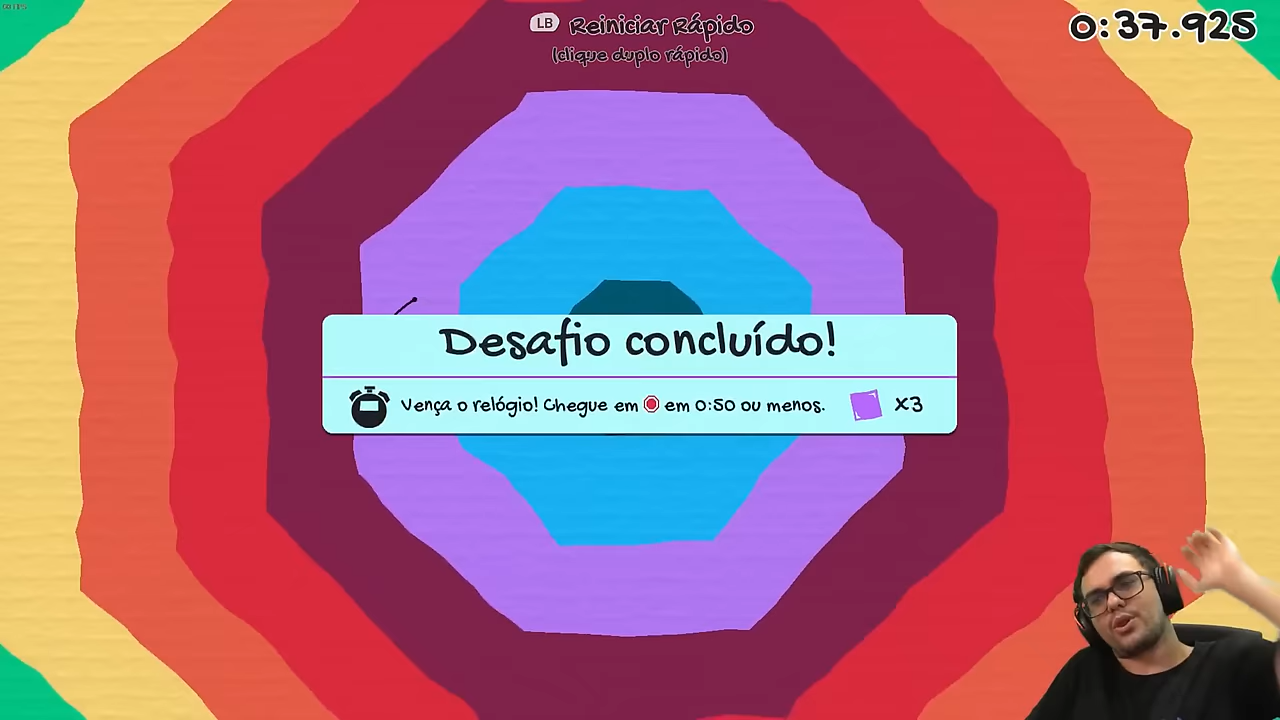 LB Reiniciar Rápido
(clique duplo rápido)
0:37.925
Desafio concluído!
Vença o relógio! Chegue em em 0:50 ou menos. x3